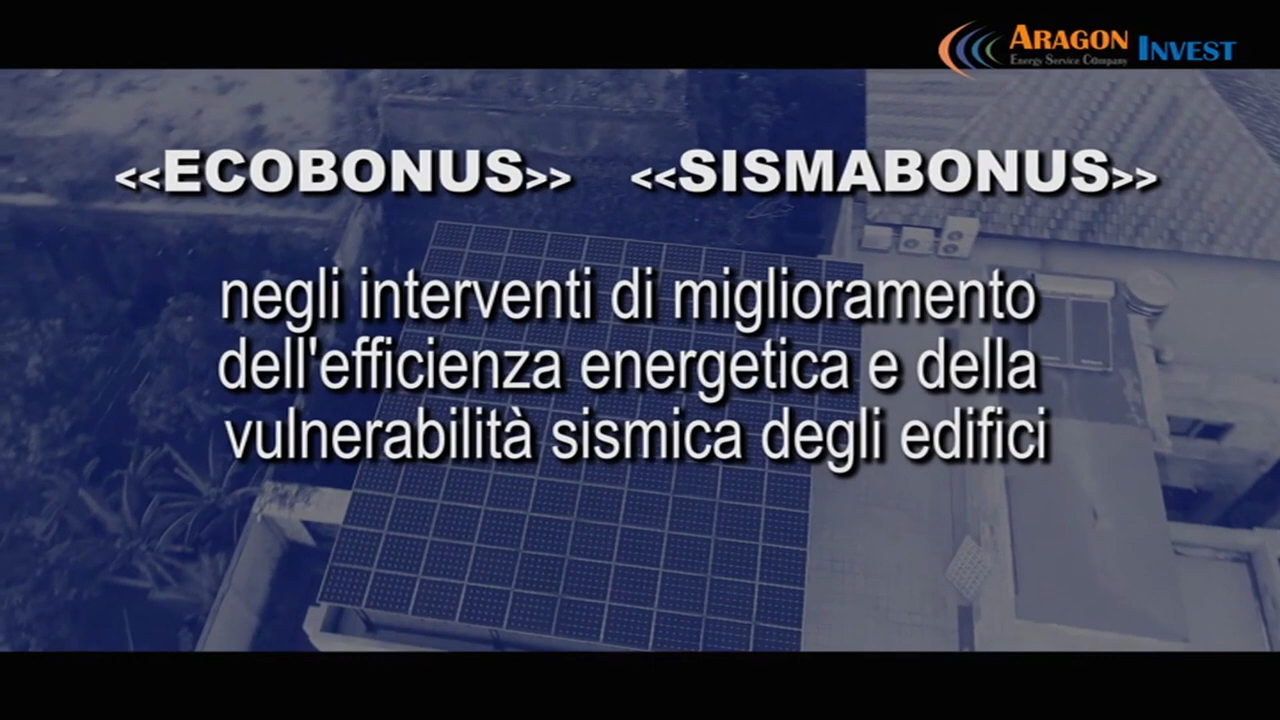 ARAGON INVEST
Energy Service Company
<<ECOBONUS>> <<SISMABONUS>>
negli interventi di miglioramento
dell'efficienza energetica e della
vulnerabilità sismica degli edifici